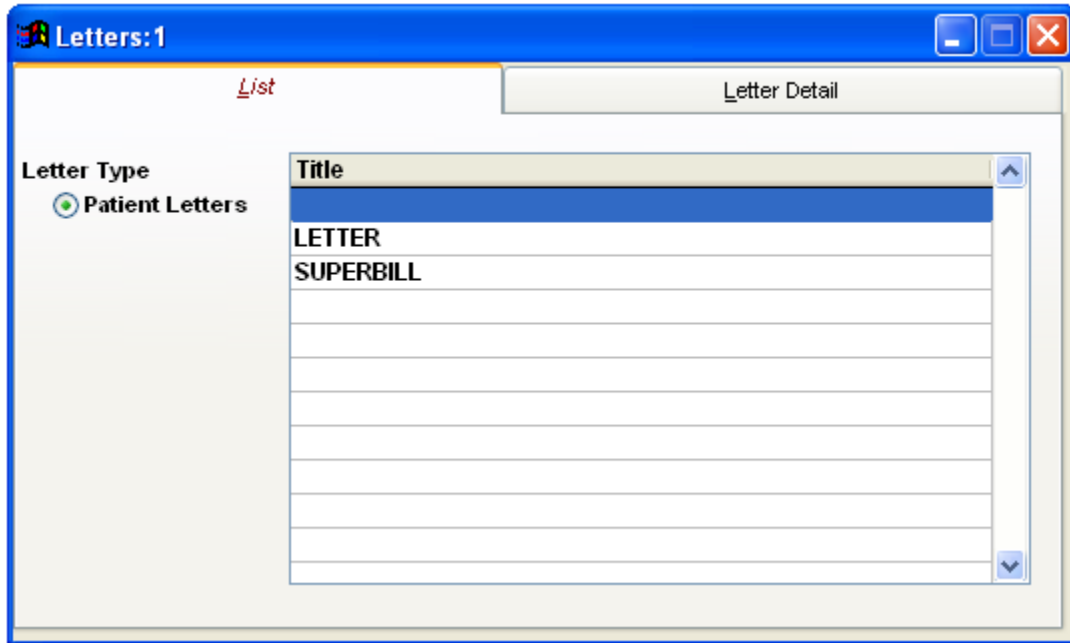 Letters:1
List
Letter Detail
Letter Type
Patient Letters
Title
LETTER
SUPERBILL